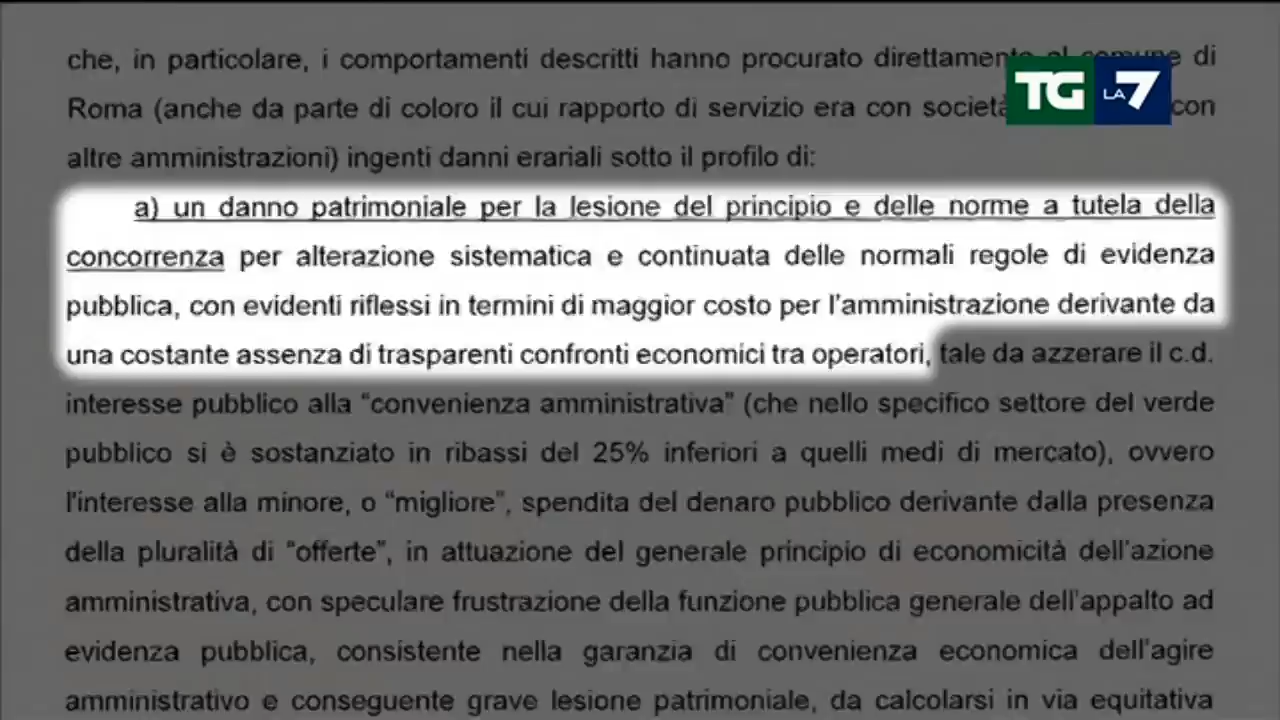 che, in particolare, i comportamenti descritti hanno procurato direttamente al comune di
Roma (anche da parte di coloro il cui rapporto di servizio era con società con
altre amministrazioni) ingenti danni erariali sotto il profilo di:
TG LA7
a) un danno patrimoniale per la lesione del principio e delle norme a tutela della
concorrenza per alterazione sistematica e continuata delle normali regole di evidenza
pubblica, con evidenti riflessi in termini di maggior costo per l'amministrazione derivante da
una costante assenza di trasparenti confronti economici tra operatori, tale da azzerare il c.d.
interesse pubblico alla “convenienza amministrativa” (che nello specifico settore del verde
pubblico si è sostanziato in ribassi del 25% inferiori a quelli medi di mercato), ovvero
l'interesse alla minore, o “migliore”, spendita del denaro pubblico derivante dalla presenza
della pluralità di “offerte”, in attuazione del generale principio di economicità dell'azione
amministrativa, con speculare frustrazione della funzione pubblica generale dell'appalto ad
evidenza pubblica, consistente nella garanzia di convenienza economica dell'agire
amministrativo e conseguente grave lesione patrimoniale, da calcolarsi in via equitativa